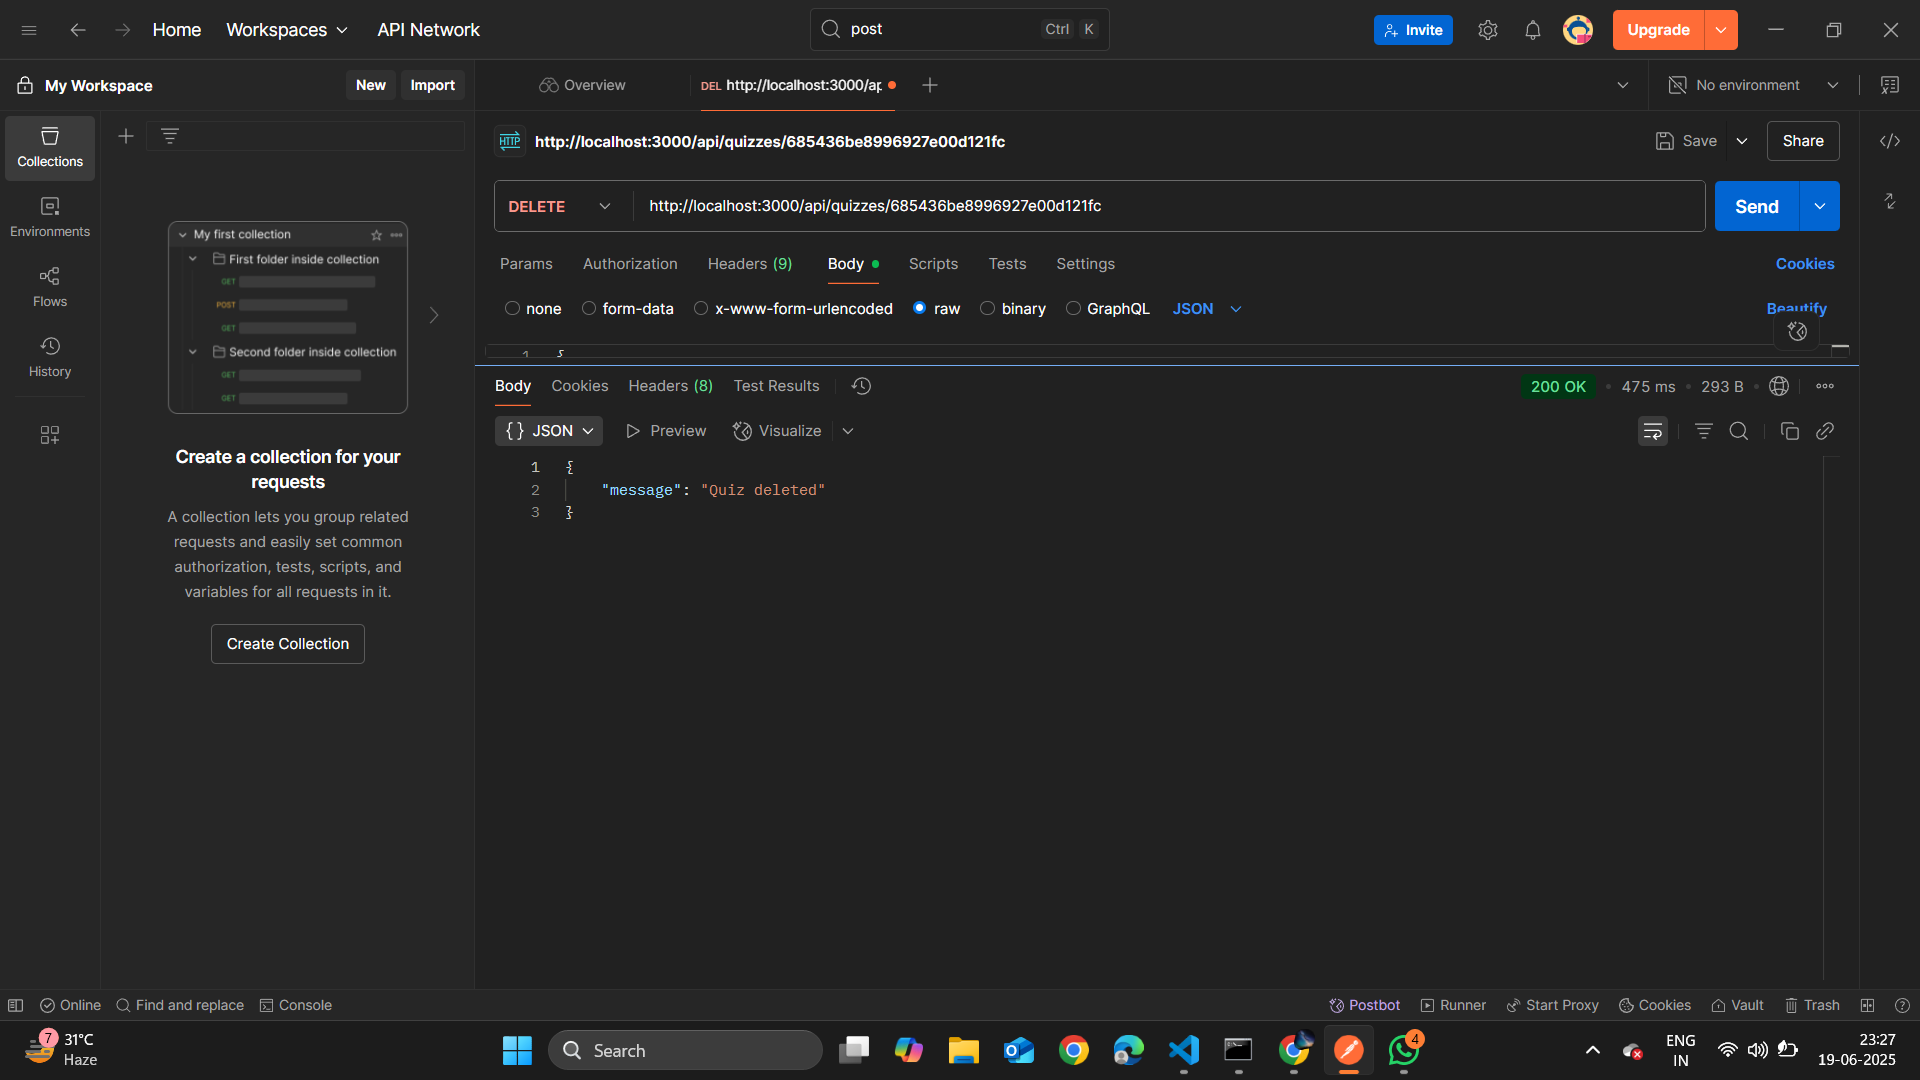 Home
Workspaces
API Network
post
Ctrl K
Invite
Upgrade
My Workspace
New
Import
Overview
DEL http://localhost:3000/ap
No environment
Collections
Environments
Flows
History
My first collection
First folder inside collection
GET
POST
GET
Second folder inside collection
GET
GET
Create a collection for your
requests
A collection lets you group related
requests and easily set common
authorization, tests, scripts, and
variables for all requests in it.
Create Collection
HTTP
http://localhost:3000/api/quizzes/685436be8996927e00d121fc
Save
Share
DELETE
http://localhost:3000/api/quizzes/685436be8996927e00d121fc
Send
Params
Authorization
Headers (9)
Body
Scripts
Tests
Settings
Cookies
none
form-data
x-www-form-urlencoded
raw
binary
GraphQL
JSON
Beautify
1 {
Body
Cookies
Headers (8)
Test Results
200 OK
475 ms
293 B
{} JSON
Preview
Visualize
1 {
2 "message": "Quiz deleted"
3 }
Online
Find and replace
Console
Postbot
Runner
Start Proxy
Cookies
Vault
Trash
7
31°C
Haze
Search
4
ENG
IN
23:27
19-06-2025